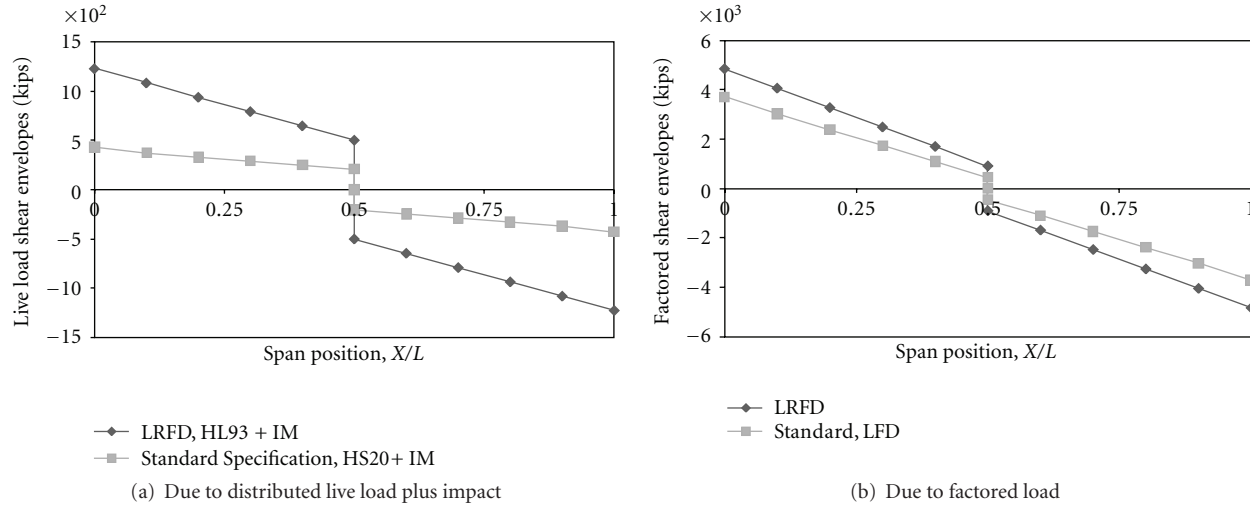 ×10²
Live load shear envelopes (kips)
15
10
5
0
−5
−10
−15
0
0.25
0.5
0.75
1
Span position, X/L
LRFD, HL93 + IM
Standard Specification, HS20+ IM
(a) Due to distributed live load plus impact
×10³
Factored shear envelopes (kips)
6
4
2
0
−2
−4
−6
0
0.25
0.5
0.75
1
Span position, X/L
LRFD
Standard, LFD
(b) Due to factored load